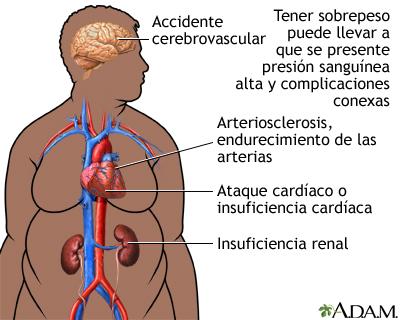 Accidente
cerebrovascular
Tener sobrepeso
puede llevar a
que se presente
presión sanguínea
alta y complicaciones
conexas
Arteriosclerosis,
endurecimiento de las
arterias
Ataque cardíaco o
insuficiencia cardíaca
Insuficiencia renal
A.D.A.M.